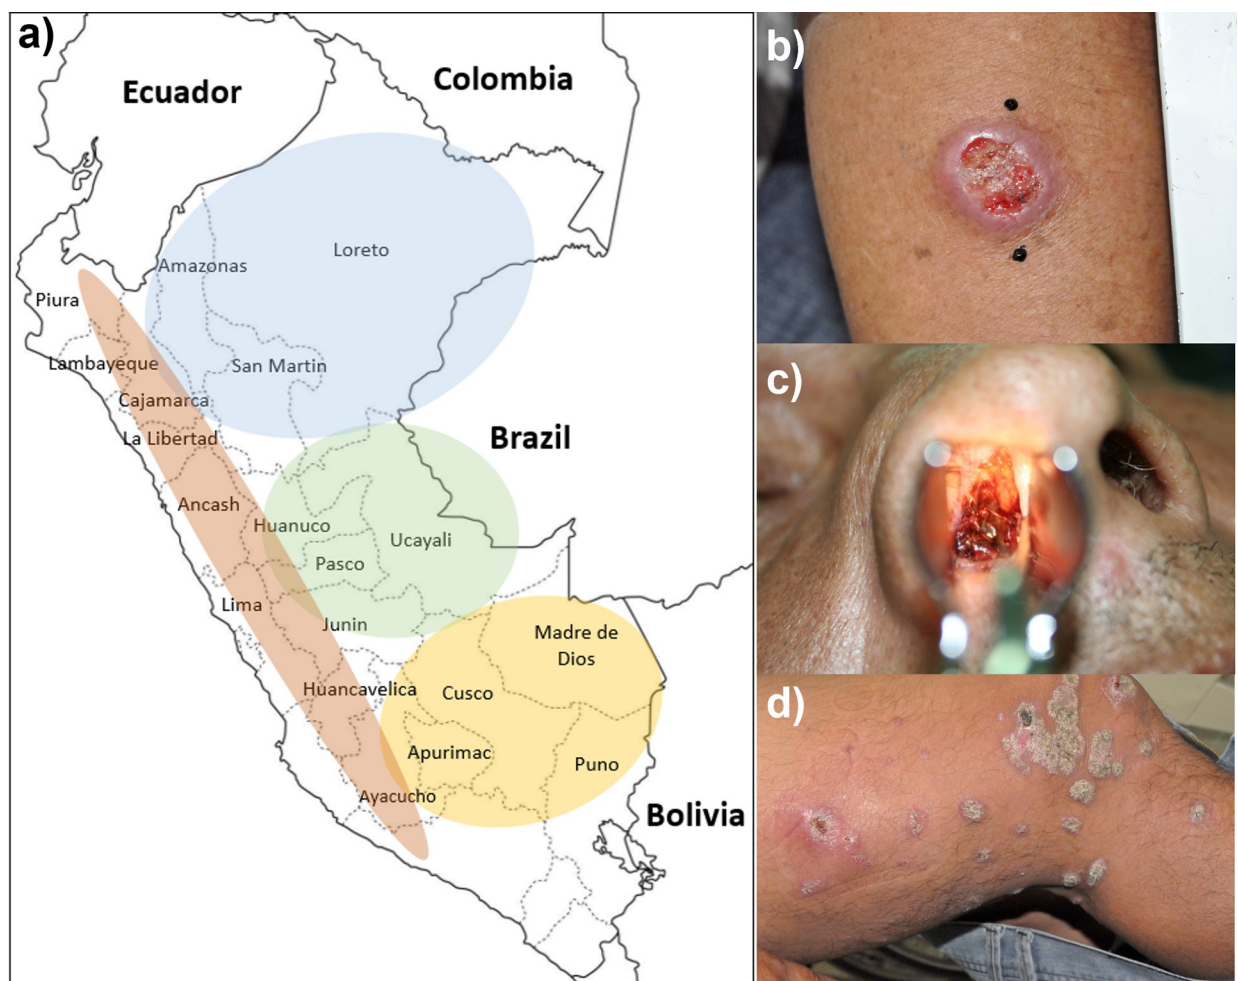 a)
Ecuador
Colombia
Loreto
Amazonas
Piura
Lambayeque
San Martin
Cajamarca
La Libertad
Brazil
Ancash
Huanuco
Ucayali
Pasco
Lima
Junin
Madre de
Dios
Huancavelica
Cusco
Apurimac
Puno
Ayacucho
Bolivia
b)
c)
d)